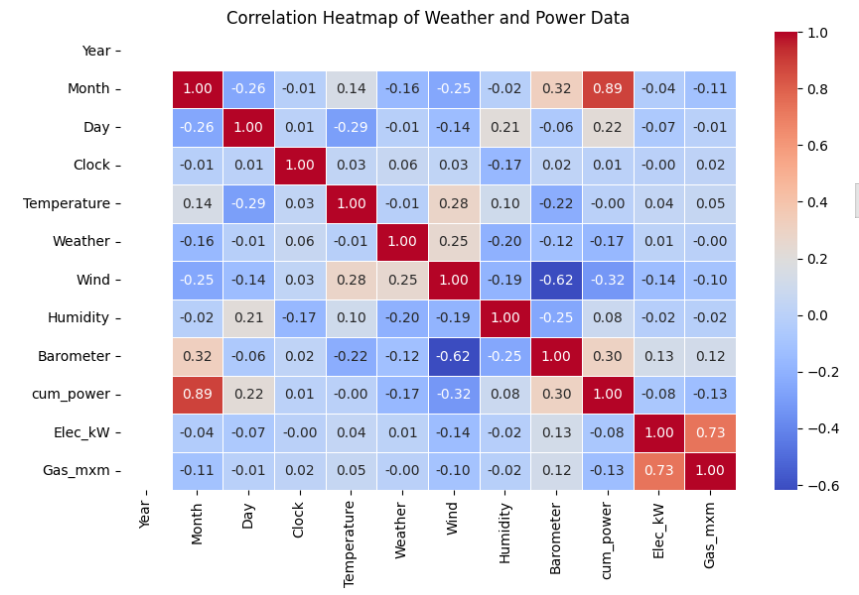 Correlation Heatmap of Weather and Power Data
Year
Month 1.00 -0.26 -0.01 0.14 -0.16 -0.25 -0.02 0.32 0.89 -0.04 -0.11
Day -0.26 1.00 0.01 -0.29 -0.01 -0.14 0.21 -0.06 0.22 -0.07 -0.01
Clock -0.01 0.01 1.00 0.03 0.06 0.03 -0.17 0.02 0.01 -0.00 0.02
Temperature 0.14 -0.29 0.03 1.00 -0.01 0.28 0.10 -0.22 -0.00 0.04 0.05
Weather -0.16 -0.01 0.06 -0.01 1.00 0.25 -0.20 -0.12 -0.17 0.01 -0.00
Wind -0.25 -0.14 0.03 0.28 0.25 1.00 -0.19 -0.62 -0.32 -0.14 -0.10
Humidity -0.02 0.21 -0.17 0.10 -0.20 -0.19 1.00 -0.25 0.08 -0.02 -0.02
Barometer 0.32 -0.06 0.02 -0.22 -0.12 -0.62 -0.25 1.00 0.30 0.13 0.12
cum_power 0.89 0.22 0.01 -0.00 -0.17 -0.32 0.08 0.30 1.00 -0.08 -0.13
Elec_kW -0.04 -0.07 -0.00 0.04 0.01 -0.14 -0.02 0.13 -0.08 1.00 0.73
Gas_mxm -0.11 -0.01 0.02 0.05 -0.00 -0.10 -0.02 0.12 -0.13 0.73 1.00
Year Month Day Clock Temperature Weather Wind Humidity Barometer cum_power Elec_kW Gas_mxm
1.0
0.8
0.6
0.4
0.2
0.0
−0.2
−0.4
−0.6